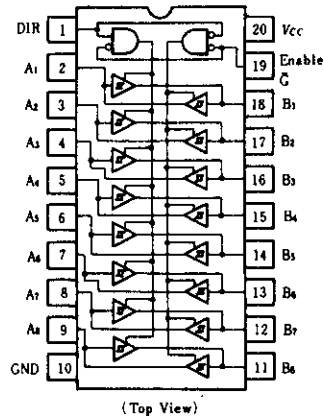 DIR 1
20 Vcc
19 Enable
G̅
A1 2
18 B1
A2 3
17 B2
A3 4
16 B3
A4 5
15 B4
A5 6
14 B5
A6 7
13 B6
A7 8
12 B7
A8 9
11 B8
GND 10
(Top View)